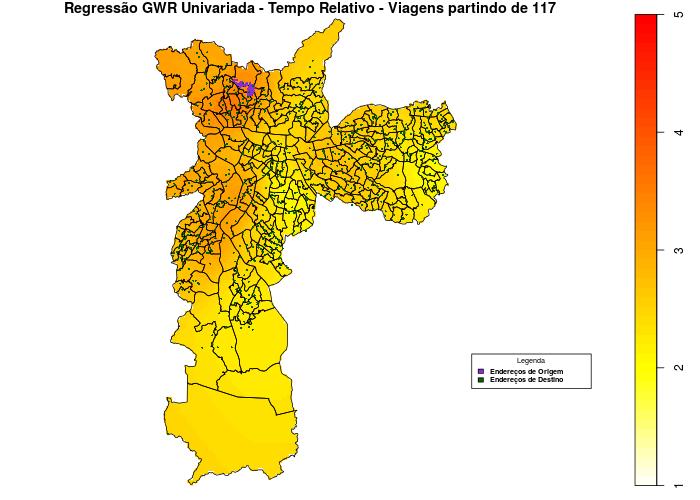 Regressão GWR Univariada - Tempo Relativo - Viagens partindo de 117
5
4
3
2
1
Legenda
Endereços de Origem
Endereços de Destino